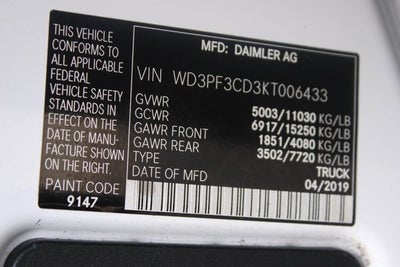 THIS VEHICLE
CONFORMS TO
ALL APPLICABLE
FEDERAL
MOTOR
VEHICLE SAFETY
STANDARDS IN
EFFECT ON THE
DATE OF MANU-
FACTURE SHOWN
ON THE RIGHT.
PAINT CODE
9147
MFD: DAIMLER AG
VIN WD3PF3CD3KT006433
GVWR 5003/11030 KG/LB
GCWR 6917/15250 KG/LB
GAWR FRONT 1851/4080 KG/LB
GAWR REAR 3502/7720 KG/LB
TYPE TRUCK
DATE OF MFD 04/2019